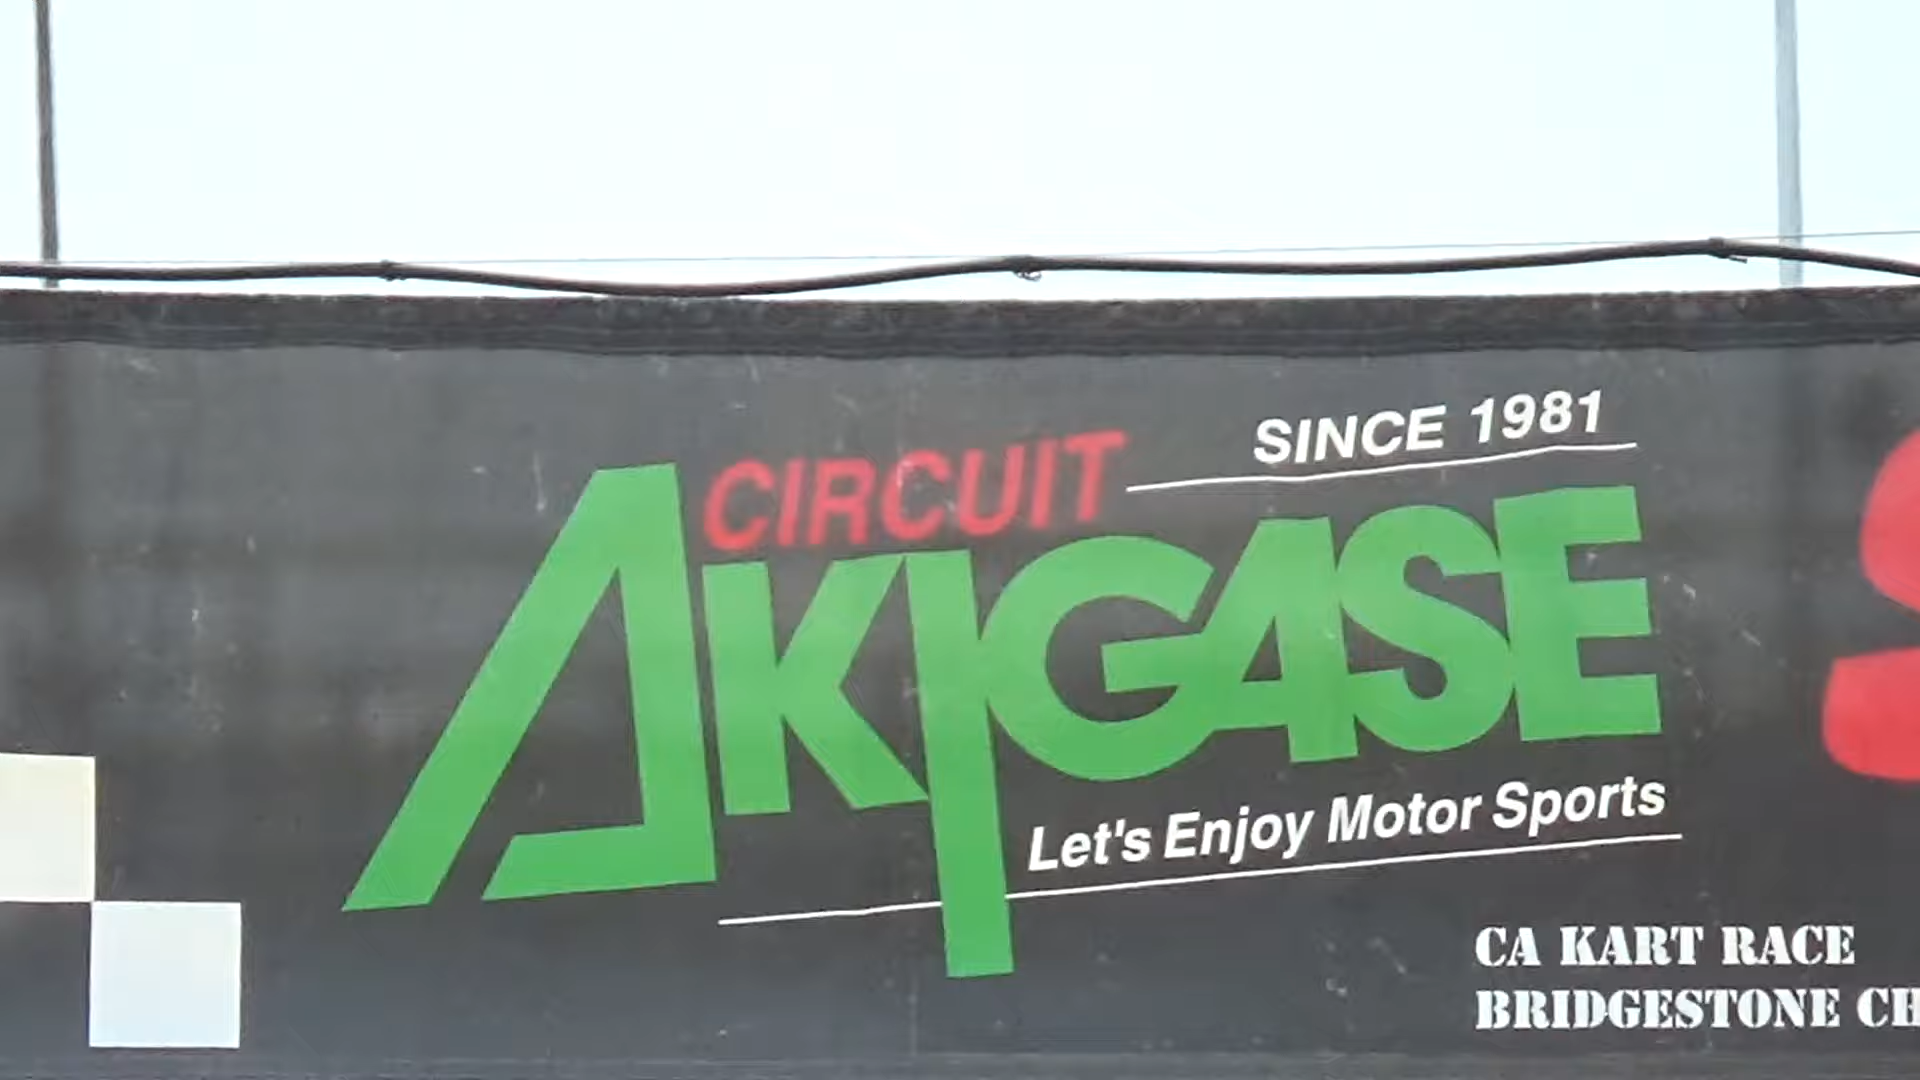 SINCE 1981
CIRCUIT
AKIGASE
Let's Enjoy Motor Sports
CA KART RACE
BRIDGESTONE